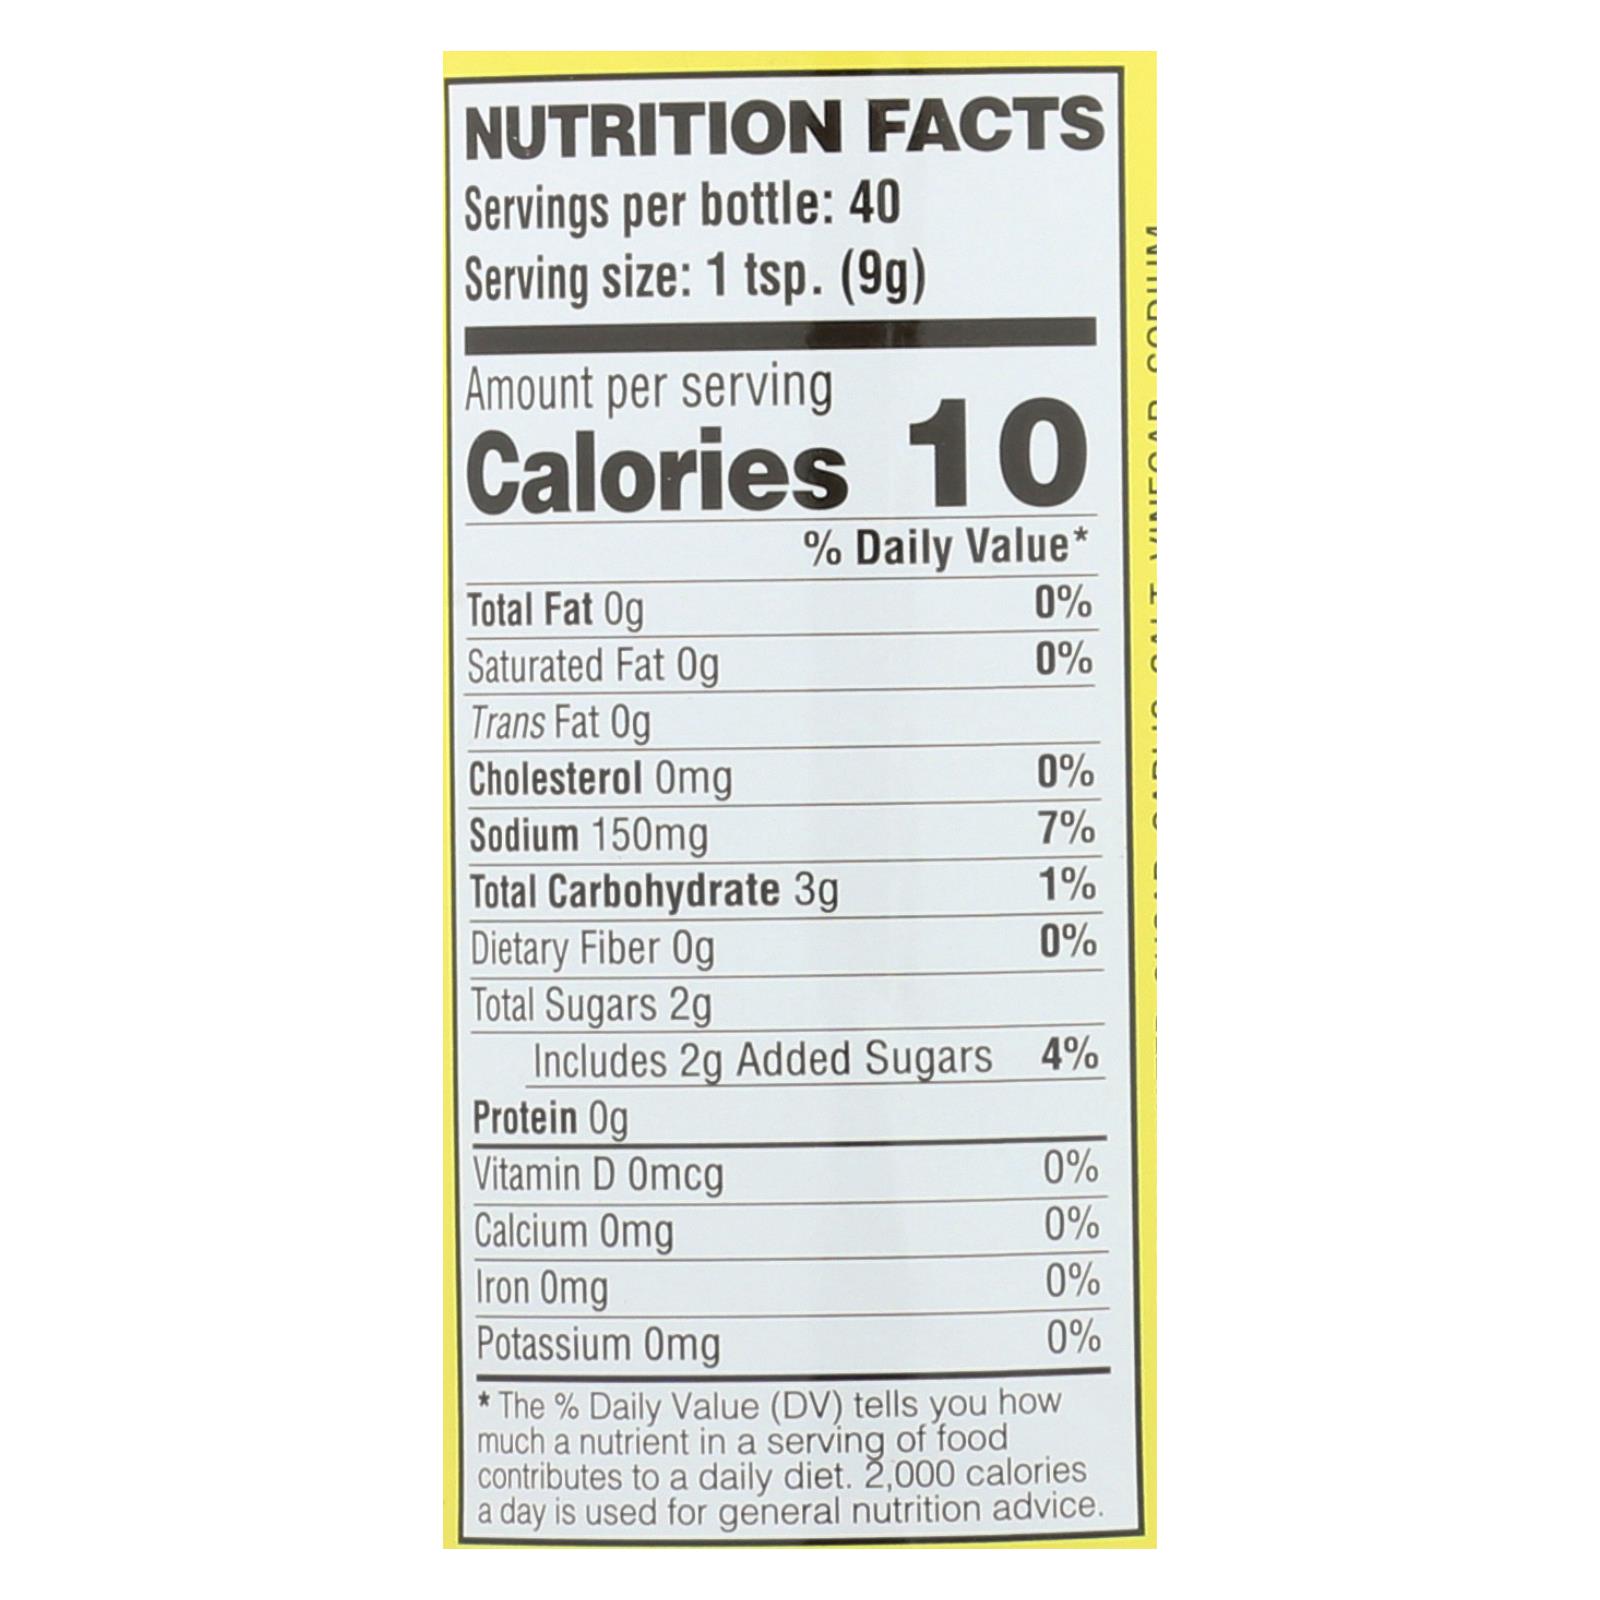 NUTRITION FACTS
Servings per bottle: 40
Serving size: 1 tsp. (9g)
Amount per serving
Calories 10
% Daily Value*
Total Fat 0g 0%
Saturated Fat 0g 0%
Trans Fat 0g
Cholesterol 0mg 0%
Sodium 150mg 7%
Total Carbohydrate 3g 1%
Dietary Fiber 0g 0%
Total Sugars 2g
Includes 2g Added Sugars 4%
Protein 0g
Vitamin D 0mcg 0%
Calcium 0mg 0%
Iron 0mg 0%
Potassium 0mg 0%
* The % Daily Value (DV) tells you how
much a nutrient in a serving of food
contributes to a daily diet. 2,000 calories
a day is used for general nutrition advice.